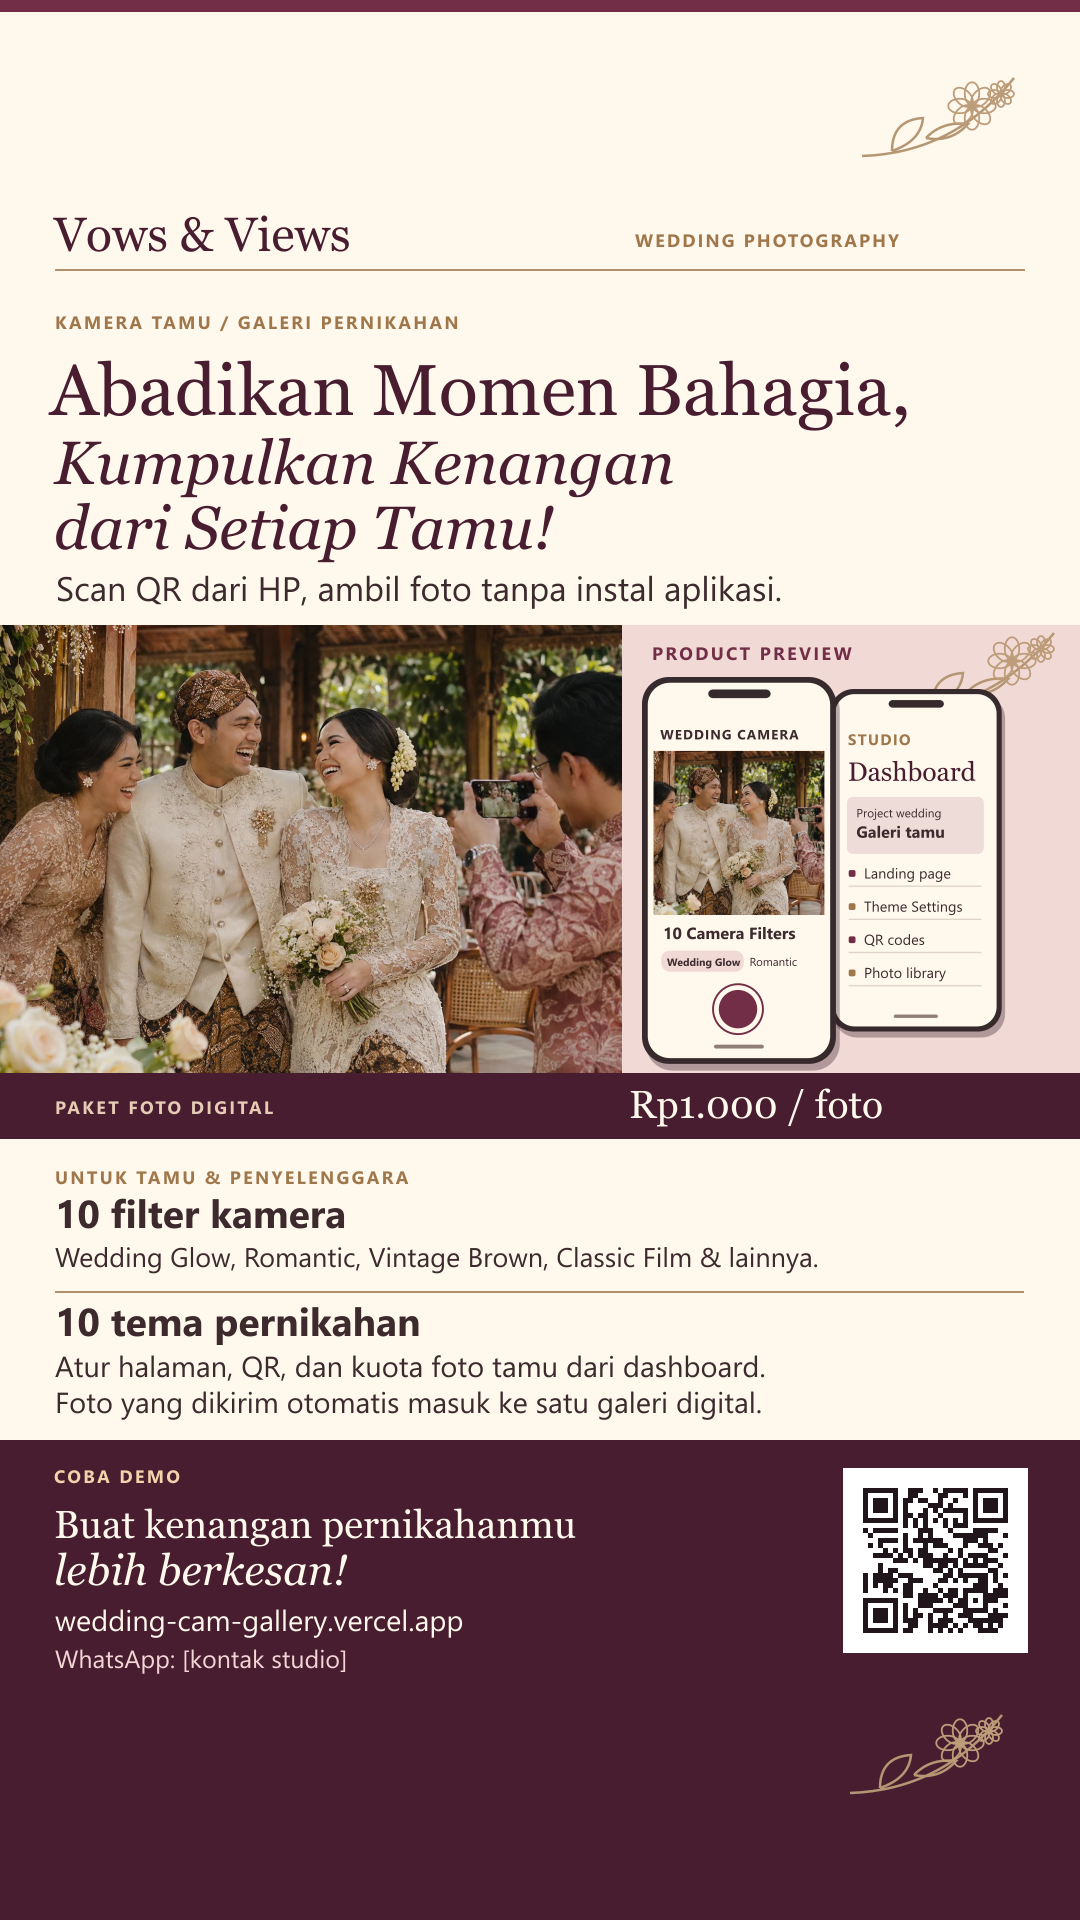 Vows & Views
WEDDING PHOTOGRAPHY
KAMERA TAMU / GALERI PERNIKAHAN
Abadikan Momen Bahagia,
Kumpulkan Kenangan
dari Setiap Tamu!
Scan QR dari HP, ambil foto tanpa instal aplikasi.
PRODUCT PREVIEW
WEDDING CAMERA
10 Camera Filters
Wedding Glow Romantic
STUDIO
Dashboard
Project wedding
Galeri tamu
Landing page
Theme Settings
QR codes
Photo library
PAKET FOTO DIGITAL
Rp1.000 / foto
UNTUK TAMU & PENYELENGGARA
10 filter kamera
Wedding Glow, Romantic, Vintage Brown, Classic Film & lainnya.
10 tema pernikahan
Atur halaman, QR, dan kuota foto tamu dari dashboard.
Foto yang dikirim otomatis masuk ke satu galeri digital.
COBA DEMO
Buat kenangan pernikahanmu
lebih berkesan!
wedding-cam-gallery.vercel.app
WhatsApp: [kontak studio]